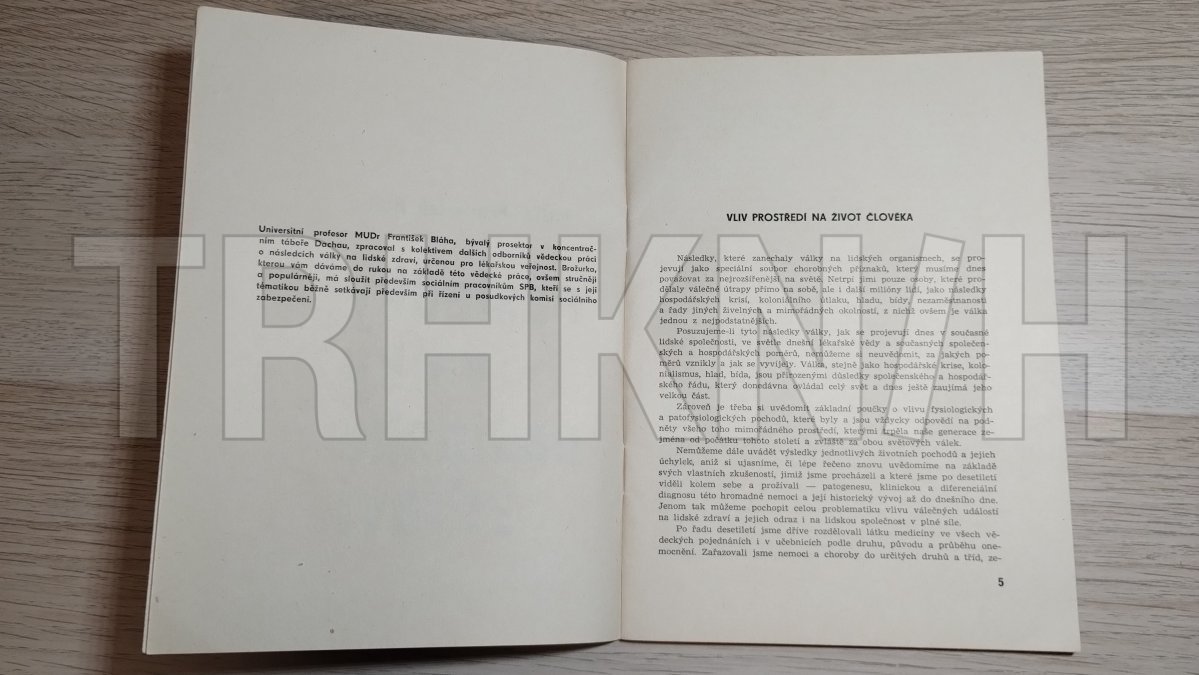 Universitní profesor MUDr František Bláha, bývalý prosektor v koncentrač-
ním táboře Dachau, zpracoval s kolektivem dalších odborníků vědeckou práci
o následcích války na lidské zdraví, určenou pro lékařskou veřejnost. Brožurko,
kterou vám dáváme do rukou na základě této vědecké práce, ovšem stručněji
a populárněji, má sloužit především sociálním pracovníkům SPB, kteří se s její
tématikou běžně setkávají především při řízení u posudkových komisí sociálního
zabezpečení.
VLIV PROSTŘEDÍ NA ŽIVOT ČLOVĚKA
Následky, které zanechaly války na lidských organismech, se pro-
jevují jako speciální soubor chorobných příznaků, který musíme dnes
považovat za nejrozšířenější na světě. Netrpí jimi pouze osoby, které pro-
dělaly válečné útrapy přímo na sobě, ale i další milióny lidí, jako následky
hospodářských krisí, koloniálního útlaku, hladu, bídy, nezaměstnanosti
a řady jiných živelných a mimořádných okolností, z nichž ovšem je válka
jednou z nejpodstatnějších.
Posuzujeme-li tyto následky války, jak se projevují dnes v současné
lidské společnosti, ve světle dnešní lékařské vědy a současných společen-
ských a hospodářských poměrů, nemůžeme si neuvědomit, za jakých po-
měrů vznikly a jak se vyvíjely. Válka, stejně jako hospodářské krise, kolo-
nialismus, hlad, bída, jsou přirozenými důsledky společenského a hospodář-
ského řádu, který donedávna ovládal celý svět a dnes ještě zaujímá jeho
velkou část.
Zároveň je třeba si uvědomit základní poučky o vlivu fysiologických
a patofysiologických pochodů, které byly a jsou vždycky odpovědí na pod-
něty všeho toho mimořádného prostředí, kterými trpěla naše generace ze-
jména od počátku tohoto století a zvláště za obou světových válek.
Nemůžeme dále uvádět výsledky jednotlivých životních pochodů a jejich
úchylek, aniž si ujasníme, či lépe řečeno znovu uvědomíme na základě
svých vlastních zkušeností, jimiž jsme procházeli a které jsme po desetiletí
viděli kolem sebe a prožívali — patogenesu, klinickou a diferenciální
diagnosu této hromadné nemoci a její historický vývoj až do dnešního dne.
Jenom tak můžeme pochopit celou problematiku vlivu válečných událostí
na lidské zdraví a jejich odraz i na lidskou společnost v plné síle.
Po řadu desetiletí jsme dříve rozdělovali látku medicíny ve všech vě-
deckých pojednáních i v učebnicích podle druhu, původu a průběhu one-
mocnění. Zařazovali jsme nemoci a choroby do určitých druhů a tříd, ze-
5
TRHKNIH